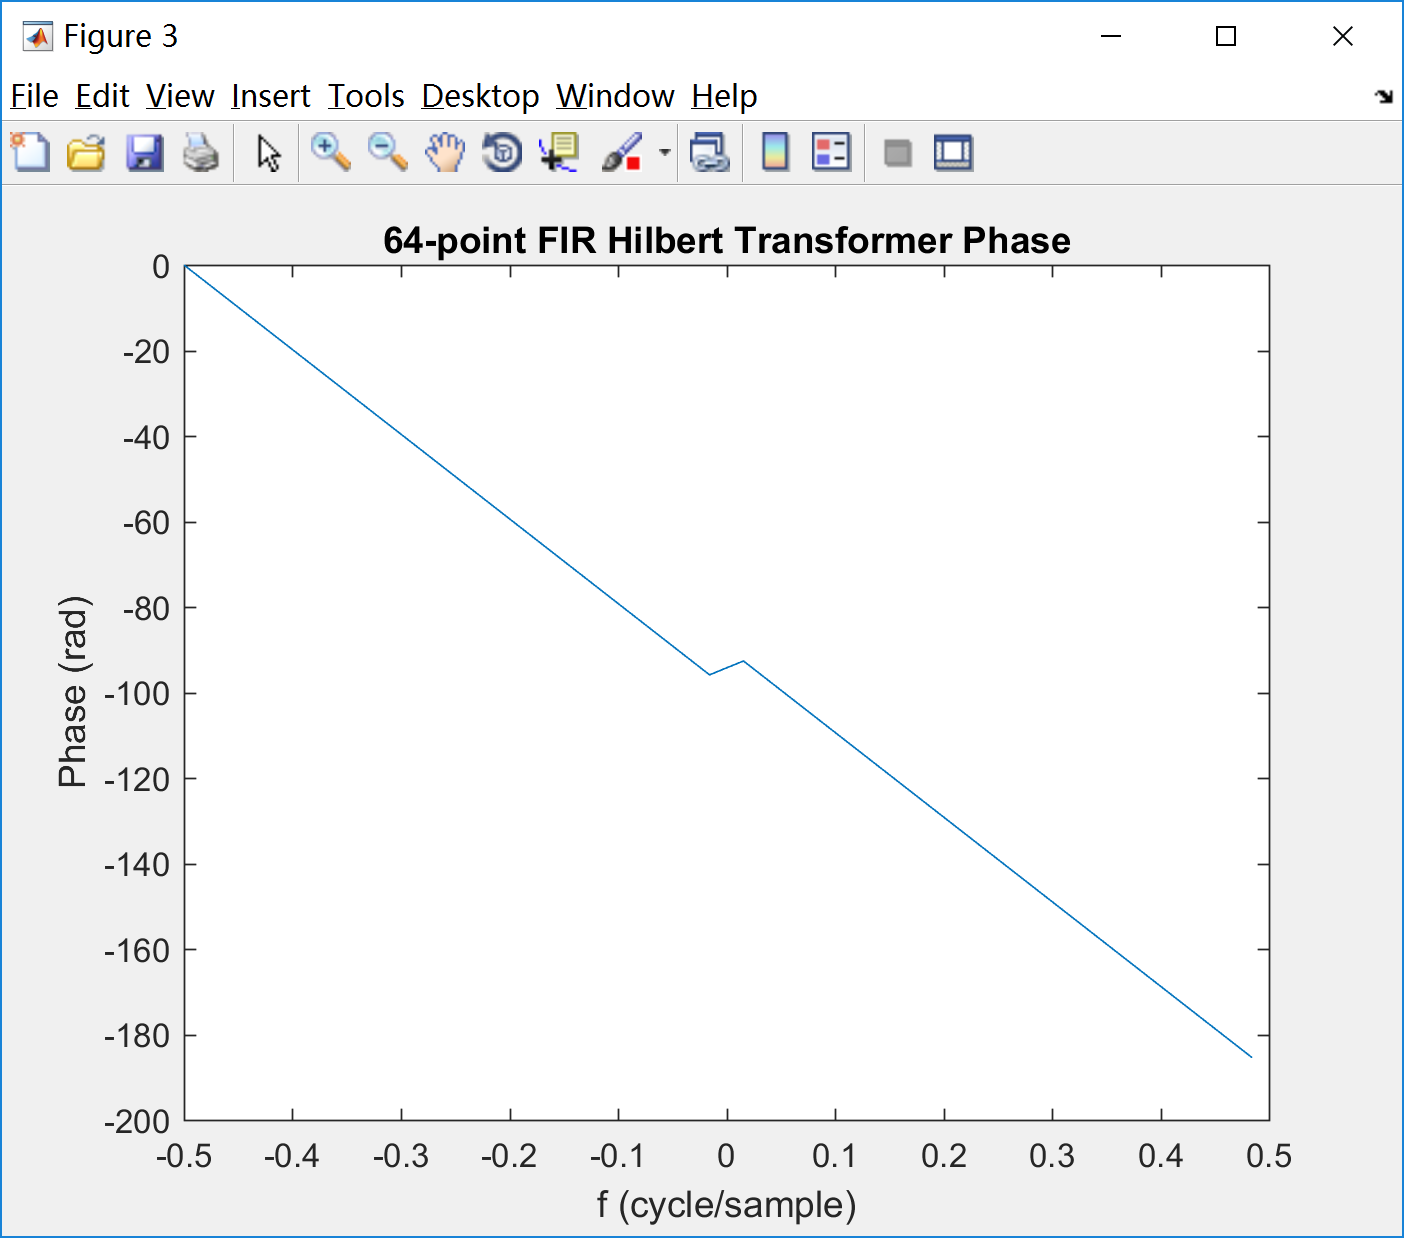 Figure 3
File Edit View Insert Tools Desktop Window Help
64-point FIR Hilbert Transformer Phase
0
-20
-40
-60
-80
-100
-120
-140
-160
-180
-200
Phase (rad)
-0.5 -0.4 -0.3 -0.2 -0.1 0 0.1 0.2 0.3 0.4 0.5
f (cycle/sample)